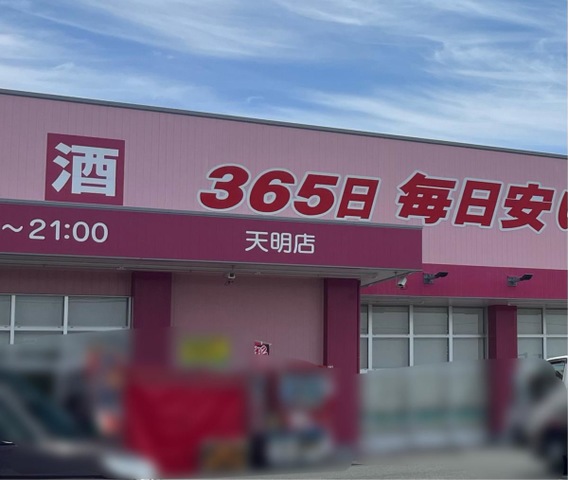 酒
365日 毎日安い
～21:00
天明店